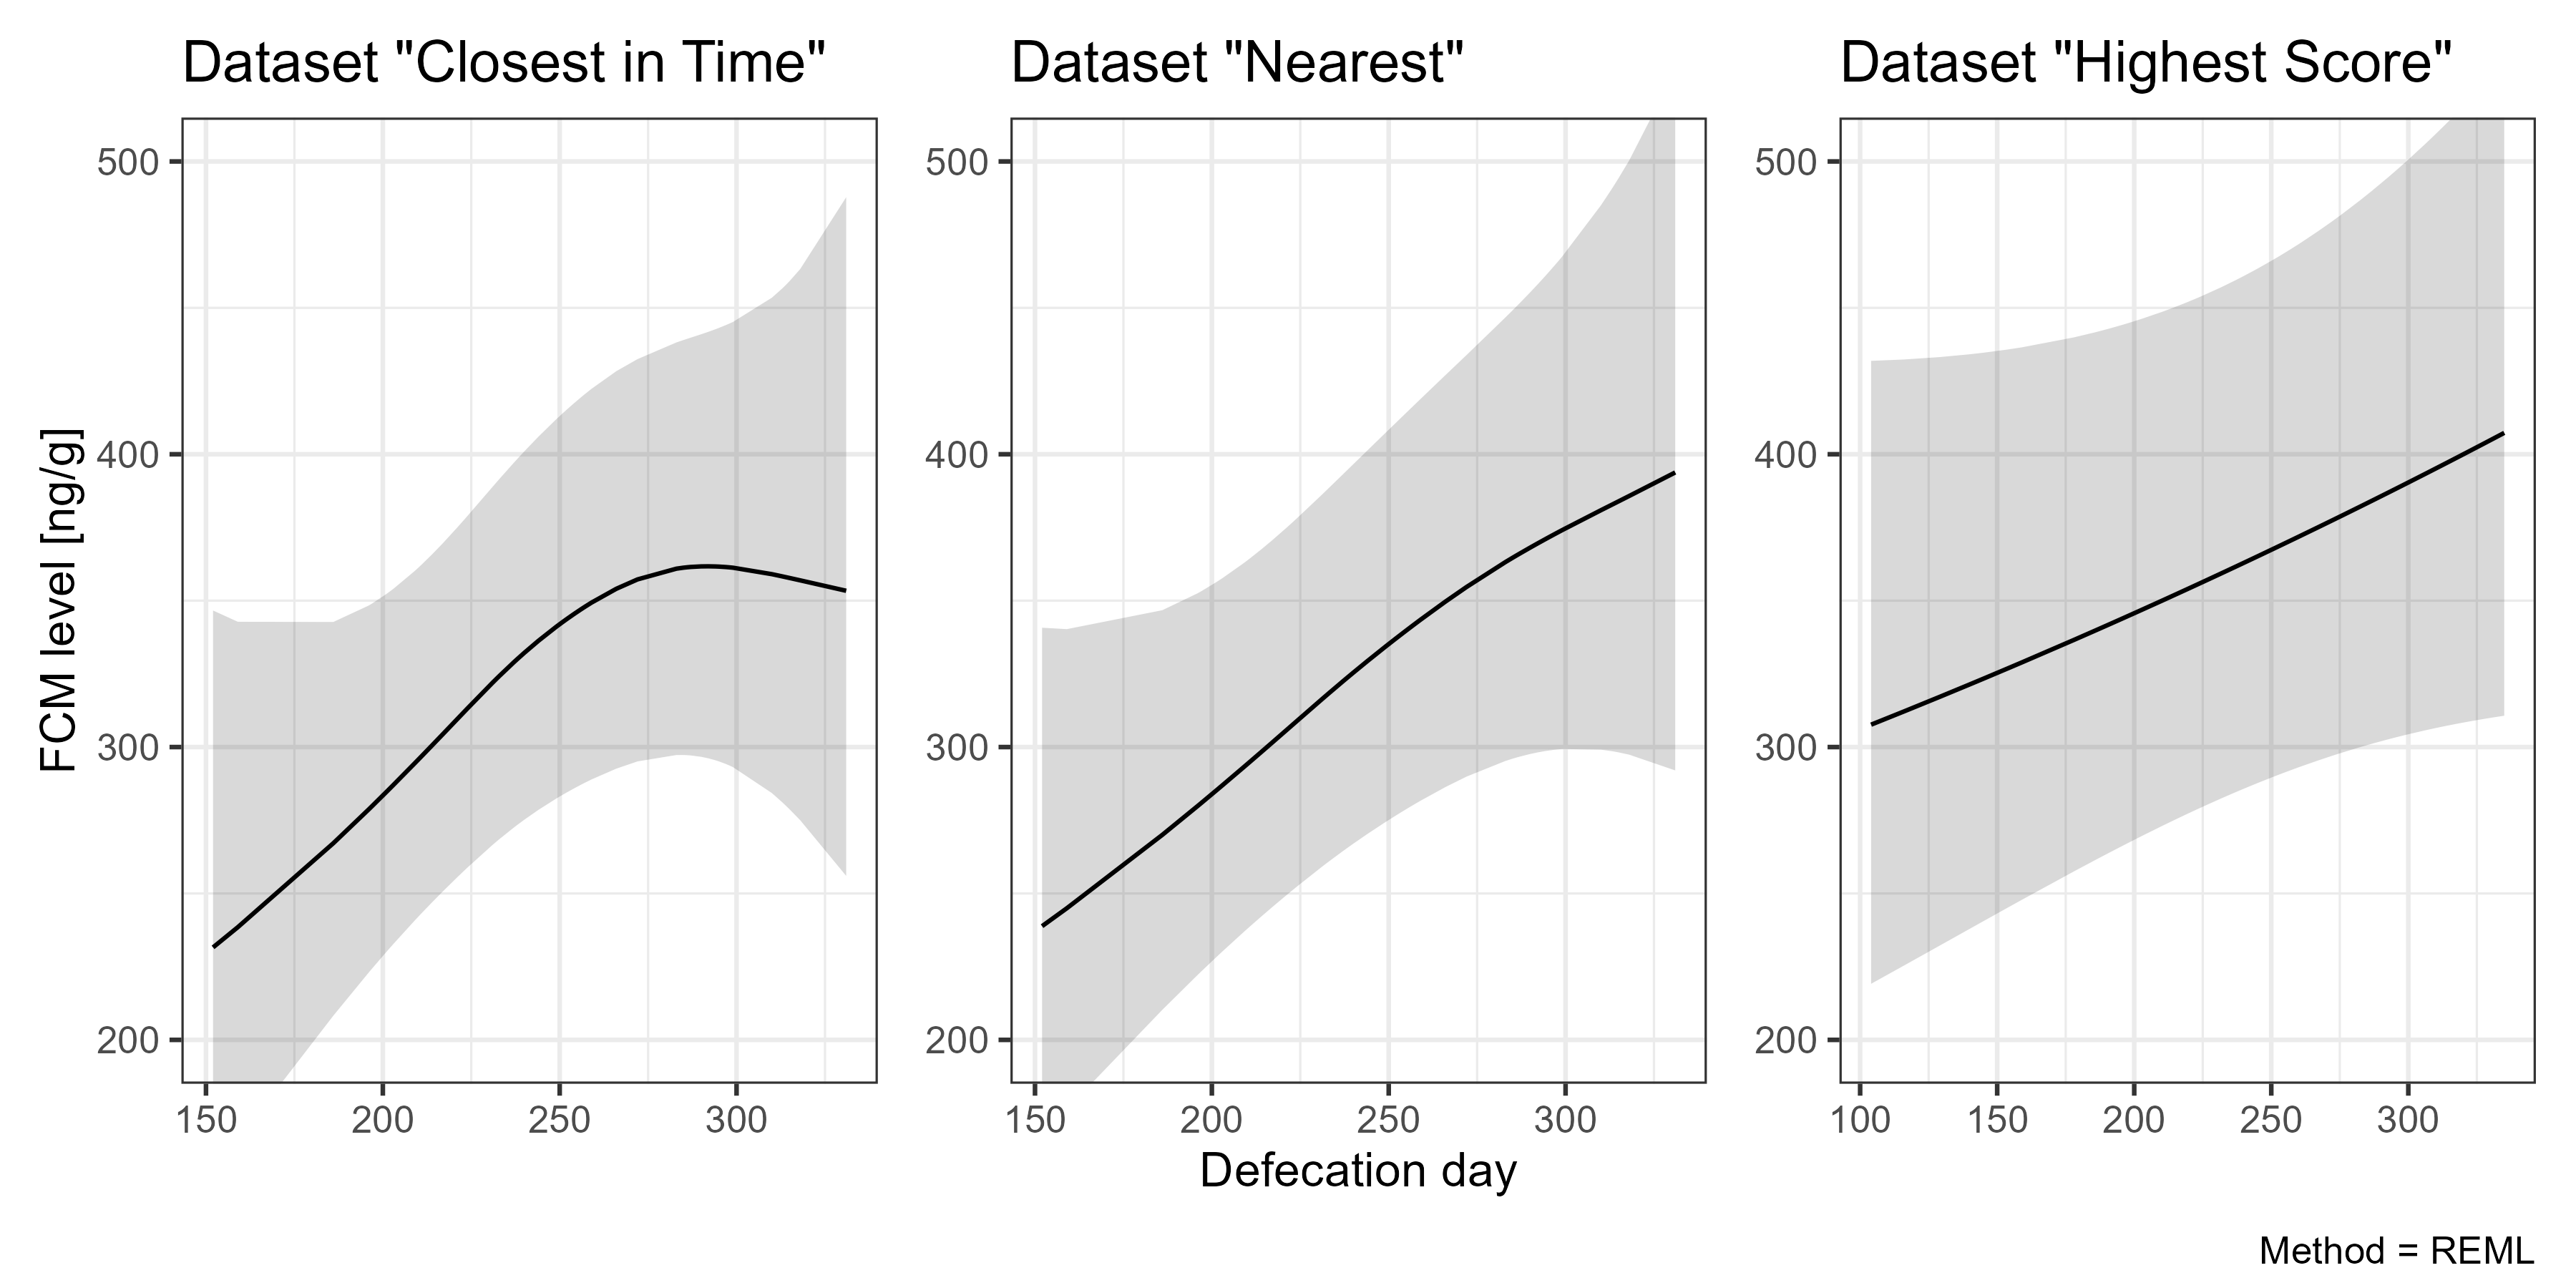 Dataset "Closest in Time"
Dataset "Nearest"
Dataset "Highest Score"
FCM level [ng/g]
500
400
300
200
150 200 250 300
500
400
300
200
150 200 250 300
500
400
300
200
100 150 200 250 300
Defecation day
Method = REML